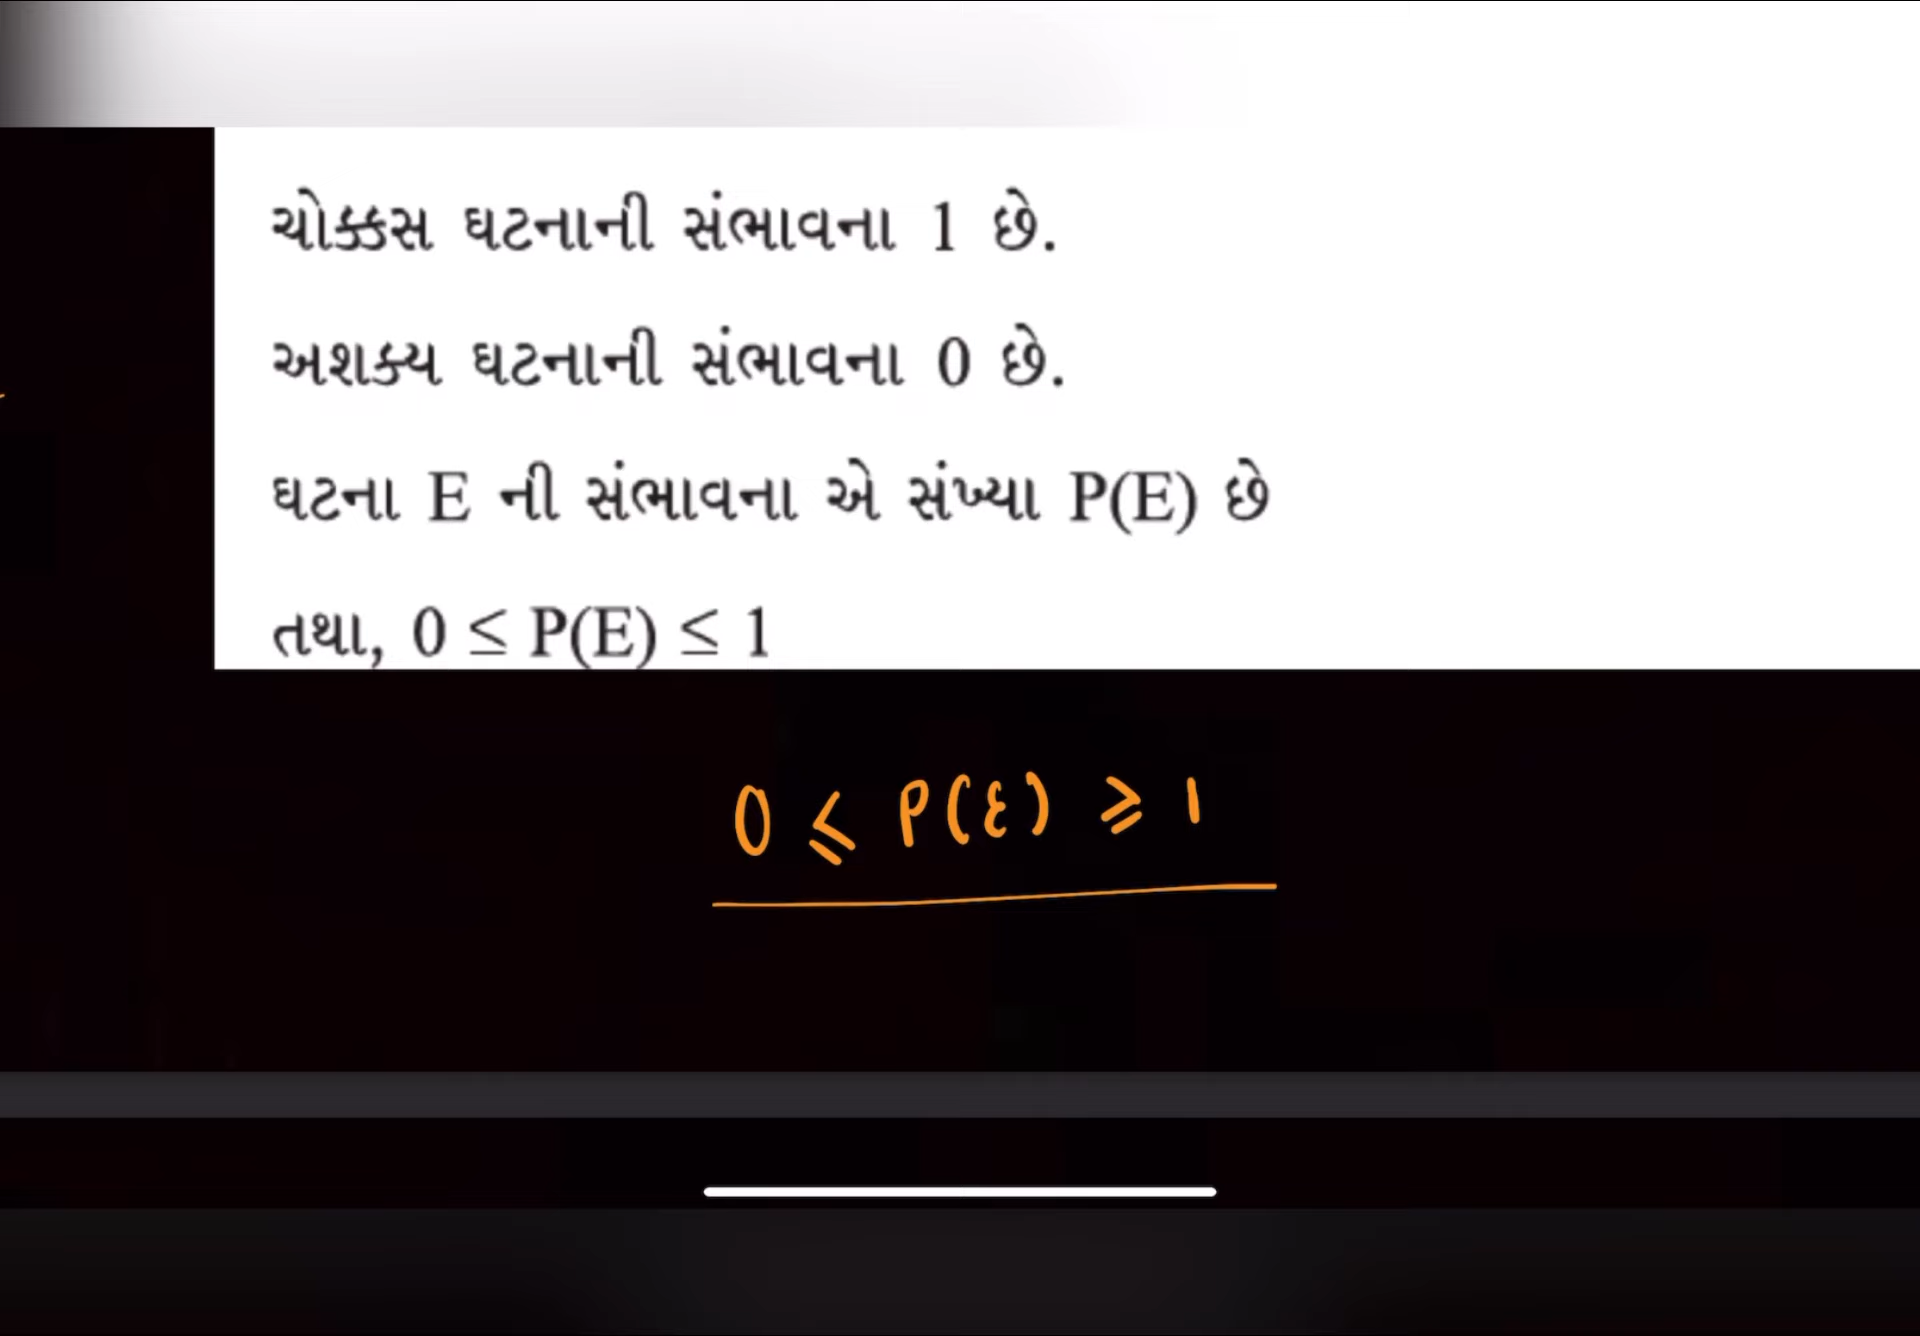 ચોક્કસ ઘટનાની સંભાવના 1 છે.
અશક્ય ઘટનાની સંભાવના 0 છે.
ઘટના E ની સંભાવના એ સંખ્યા P(E) છે
તથા, 0 ≤ P(E) ≤ 1
0 ⩽ P(E) ⩾ 1